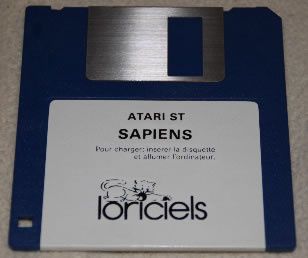 ATARI ST
SAPIENS
Pour charger: insérer la disquette
et allumer l'ordinateur.
loriciels